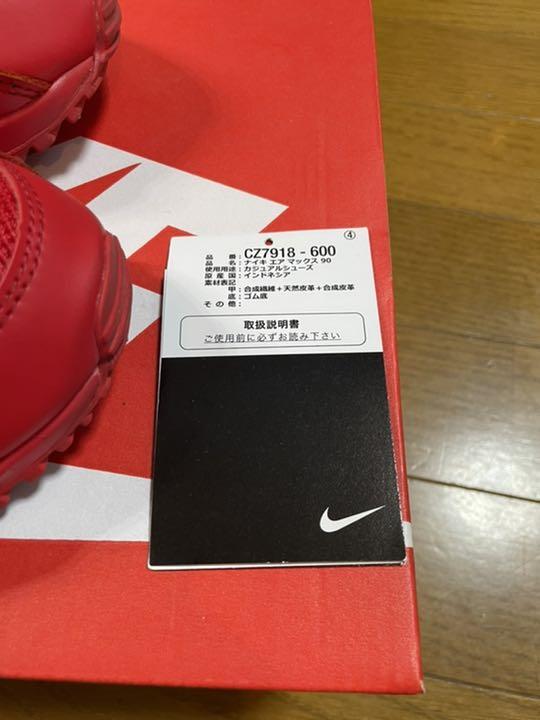 ④
品 番：CZ7918 - 600
品 名：ナイキ エア マックス 90
使用用途：カジュアルシューズ
原 産 国：インドネシア
素材表記
甲：合成繊維＋天然皮革＋合成皮革
底：ゴム底
そ の 他：
取扱説明書
ご使用前に必ずお読み下さい